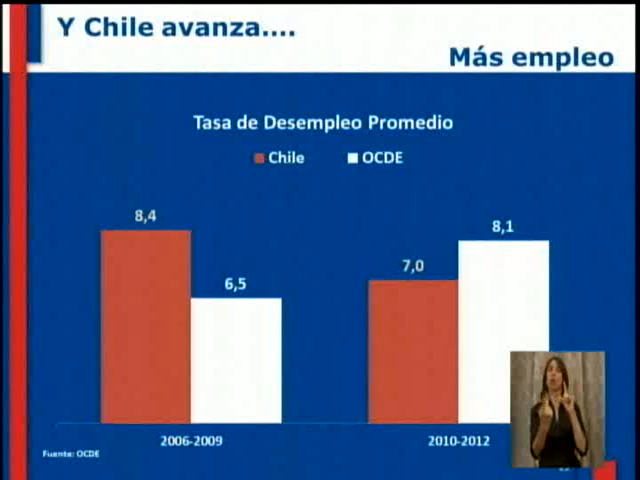 Y Chile avanza....
Más empleo
Tasa de Desempleo Promedio
Chile
OCDE
8,4
6,5
7,0
8,1
2006-2009
2010-2012
Fuente: OCDE